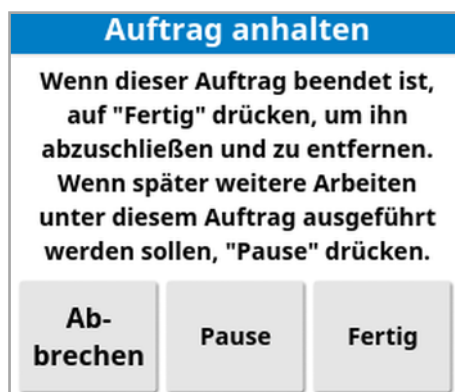 Auftrag anhalten
Wenn dieser Auftrag beendet ist,
auf "Fertig" drücken, um ihn
abzuschließen und zu entfernen.
Wenn später weitere Arbeiten
unter diesem Auftrag ausgeführt
werden sollen, "Pause" drücken.
Ab-
brechen
Pause
Fertig